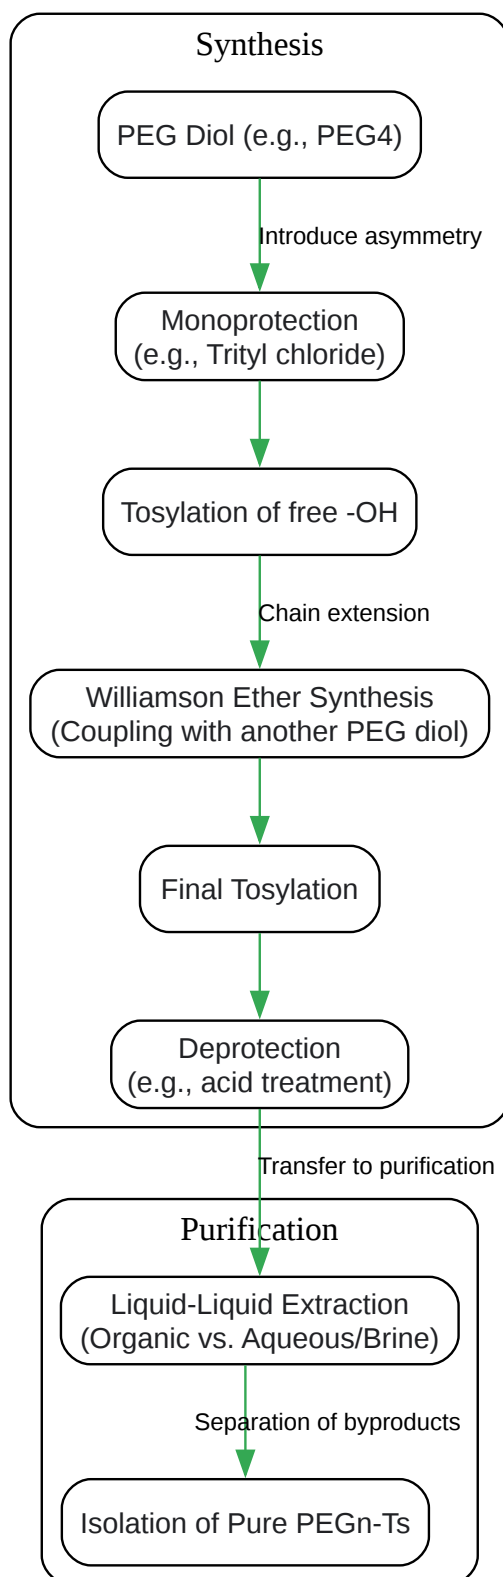 Synthesis
PEG Diol (e.g., PEG4)
Introduce asymmetry
Monoprotection
(e.g., Trityl chloride)
Tosylation of free -OH
Chain extension
Williamson Ether Synthesis
(Coupling with another PEG diol)
Final Tosylation
Deprotection
(e.g., acid treatment)
Transfer to purification
Purification
Liquid-Liquid Extraction
(Organic vs. Aqueous/Brine)
Separation of byproducts
Isolation of Pure PEGn-Ts